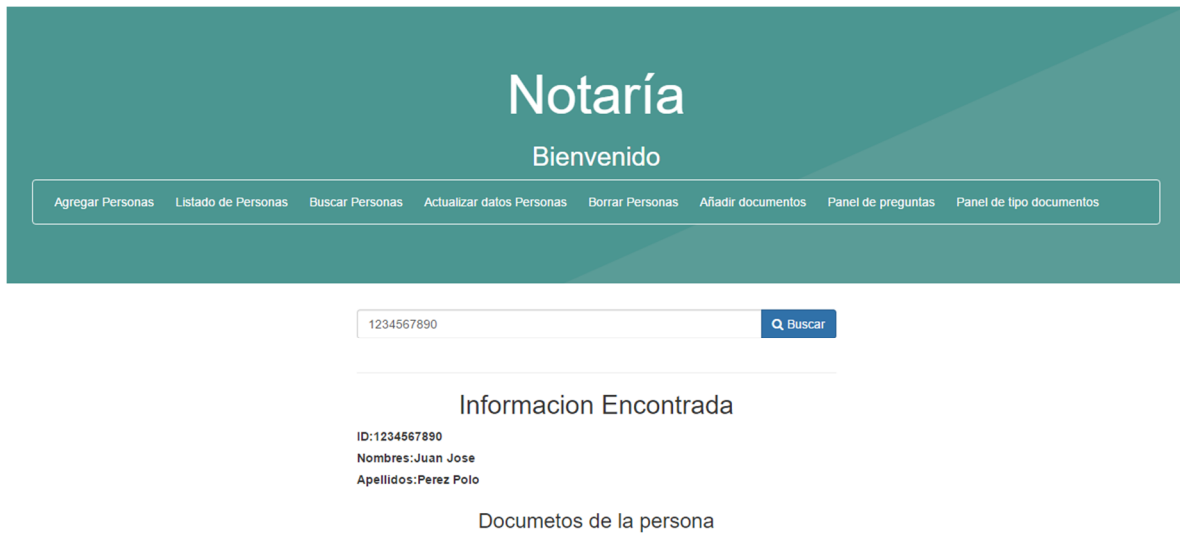 Notaría
Bienvenido
Agregar Personas Listado de Personas Buscar Personas Actualizar datos Personas Borrar Personas Añadir documentos Panel de preguntas Panel de tipo documentos
1234567890 Buscar
Informacion Encontrada
ID:1234567890
Nombres:Juan Jose
Apellidos:Perez Polo
Documetos de la persona